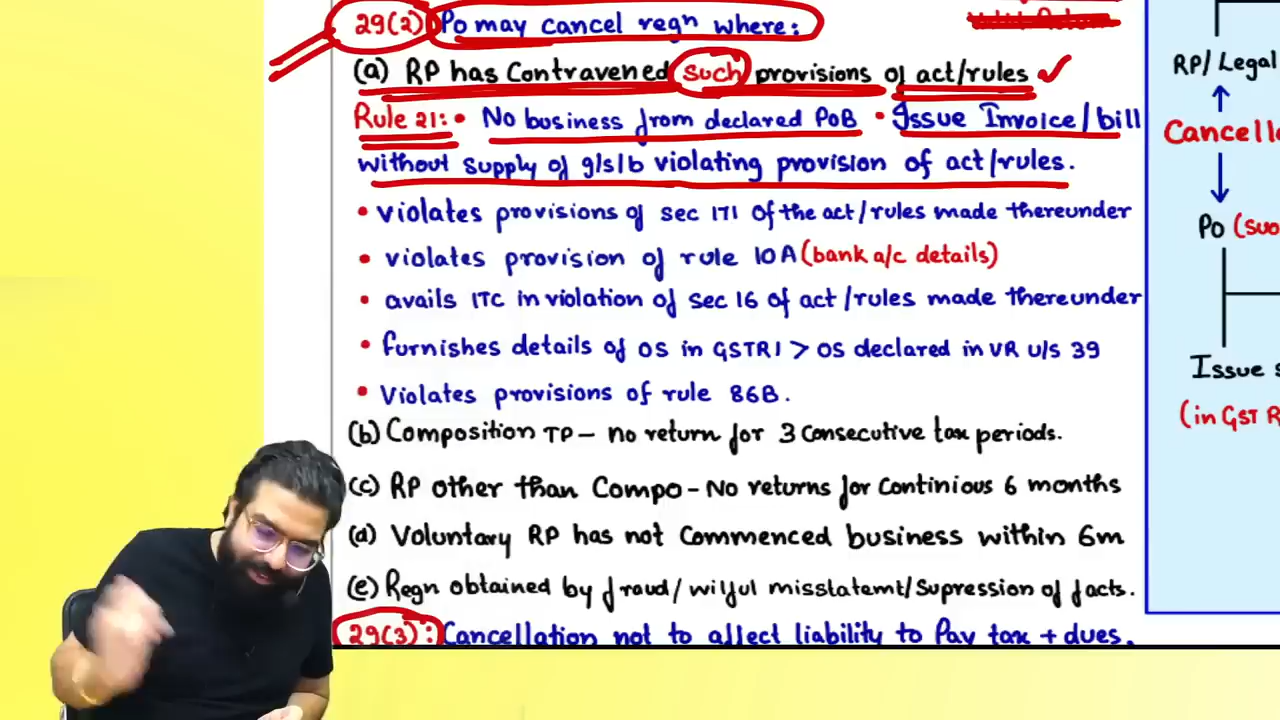 29(2) Po may cancel regn where:
(a) RP has Contravened such provisions of act/rules ✓
Rule 21: • No business from declared PoB • Issue Invoice/bill
without supply of g/s/b violating provision of act/rules.
• violates provisions of sec 171 of the act/rules made thereunder
• violates provision of rule 10A (bank a/c details)
• avails ITC in violation of sec 16 of act/rules made thereunder
• furnishes details of OS in GSTR1 > OS declared in VR u/s 39
• Violates provisions of rule 86B.
(b) Composition TP – No return for 3 Consecutive tax periods.
(c) RP other than Compo – No returns for Continious 6 months
(d) Voluntary RP has not Commenced business within 6m
(e) Regn obtained by fraud/wilful misslatemt/Supression of facts.
29(3): Cancellation not to affect liability to Pay tax + dues.
RP/Legal
Cancella
Po (suo
Issue s
(in GST R